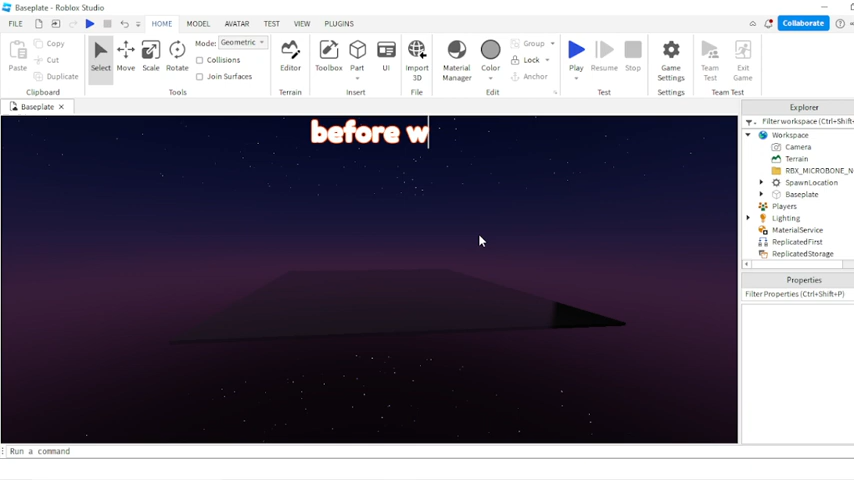 Baseplate - Roblox Studio
FILE HOME MODEL AVATAR TEST VIEW PLUGINS Collaborate
Paste Copy Cut Duplicate
Clipboard
Select Move Scale Rotate
Mode: Geometric
Collisions
Join Surfaces
Tools
Editor
Terrain
Toolbox Part UI
Insert
Import 3D
File
Material Manager Color
Group
Lock
Anchor
Edit
Play Resume Stop
Test
Game Settings
Settings
Team Test Exit Game
Team Test
Baseplate
before w
Explorer
Filter workspace (Ctrl+Shift+
Workspace
Camera
Terrain
RBX_MICROBONE_N
SpawnLocation
Baseplate
Players
Lighting
MaterialService
ReplicatedFirst
ReplicatedStorage
Properties
Filter Properties (Ctrl+Shift+P)
Run a command